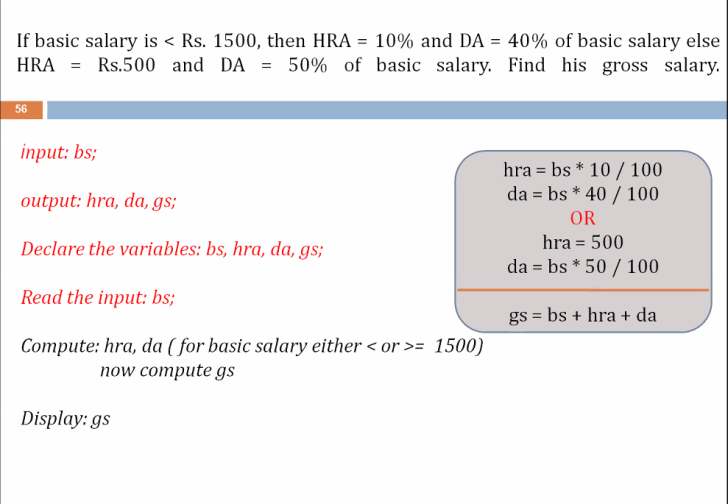 If basic salary is < Rs. 1500, then HRA = 10% and DA = 40% of basic salary else
HRA = Rs.500 and DA = 50% of basic salary. Find his gross salary.
56
input: bs;
output: hra, da, gs;
Declare the variables: bs, hra, da, gs;
Read the input: bs;
Compute: hra, da ( for basic salary either < or >= 1500)
now compute gs
Display: gs
hra = bs * 10 / 100
da = bs * 40 / 100
OR
hra = 500
da = bs * 50 / 100
gs = bs + hra + da